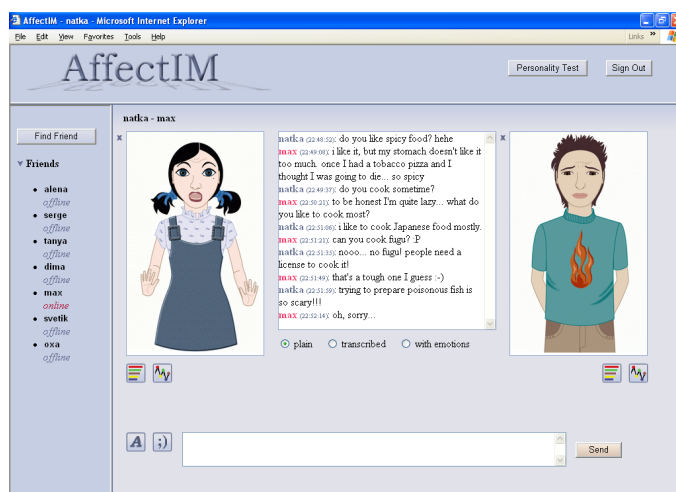 AffectIM - natka - Microsoft Internet Explorer
File Edit View Favorites Tools Help Links »
AffectIM
Personality Test Sign Out
natka - max
Find Friend
Friends
alena
offline
serge
offline
tanya
offline
dima
offline
max
online
svetik
offline
oxa
offline
x
natka (22:48:52): do you like spicy food? hehe
max (22:49:08): i like it, but my stomach doesn't like it
too much. once I had a tobacco pizza and I
thought I was going to die... so spicy
natka (22:49:37): do you cook sometime?
max (22:50:21): to be honest I'm quite lazy... what do
you like to cook most?
natka (22:51:06): i like to cook Japanese food mostly.
max (22:51:21): can you cook fugu? :P
natka (22:51:35): nooo... no fugu! people need a
license to cook it!
max (22:51:49): that's a tough one I guess :-)
natka (22:51:59): trying to prepare poisonous fish is
so scary!!!
max (22:52:14): oh, sorry...
x
plain transcribed with emotions
A ;)
Send